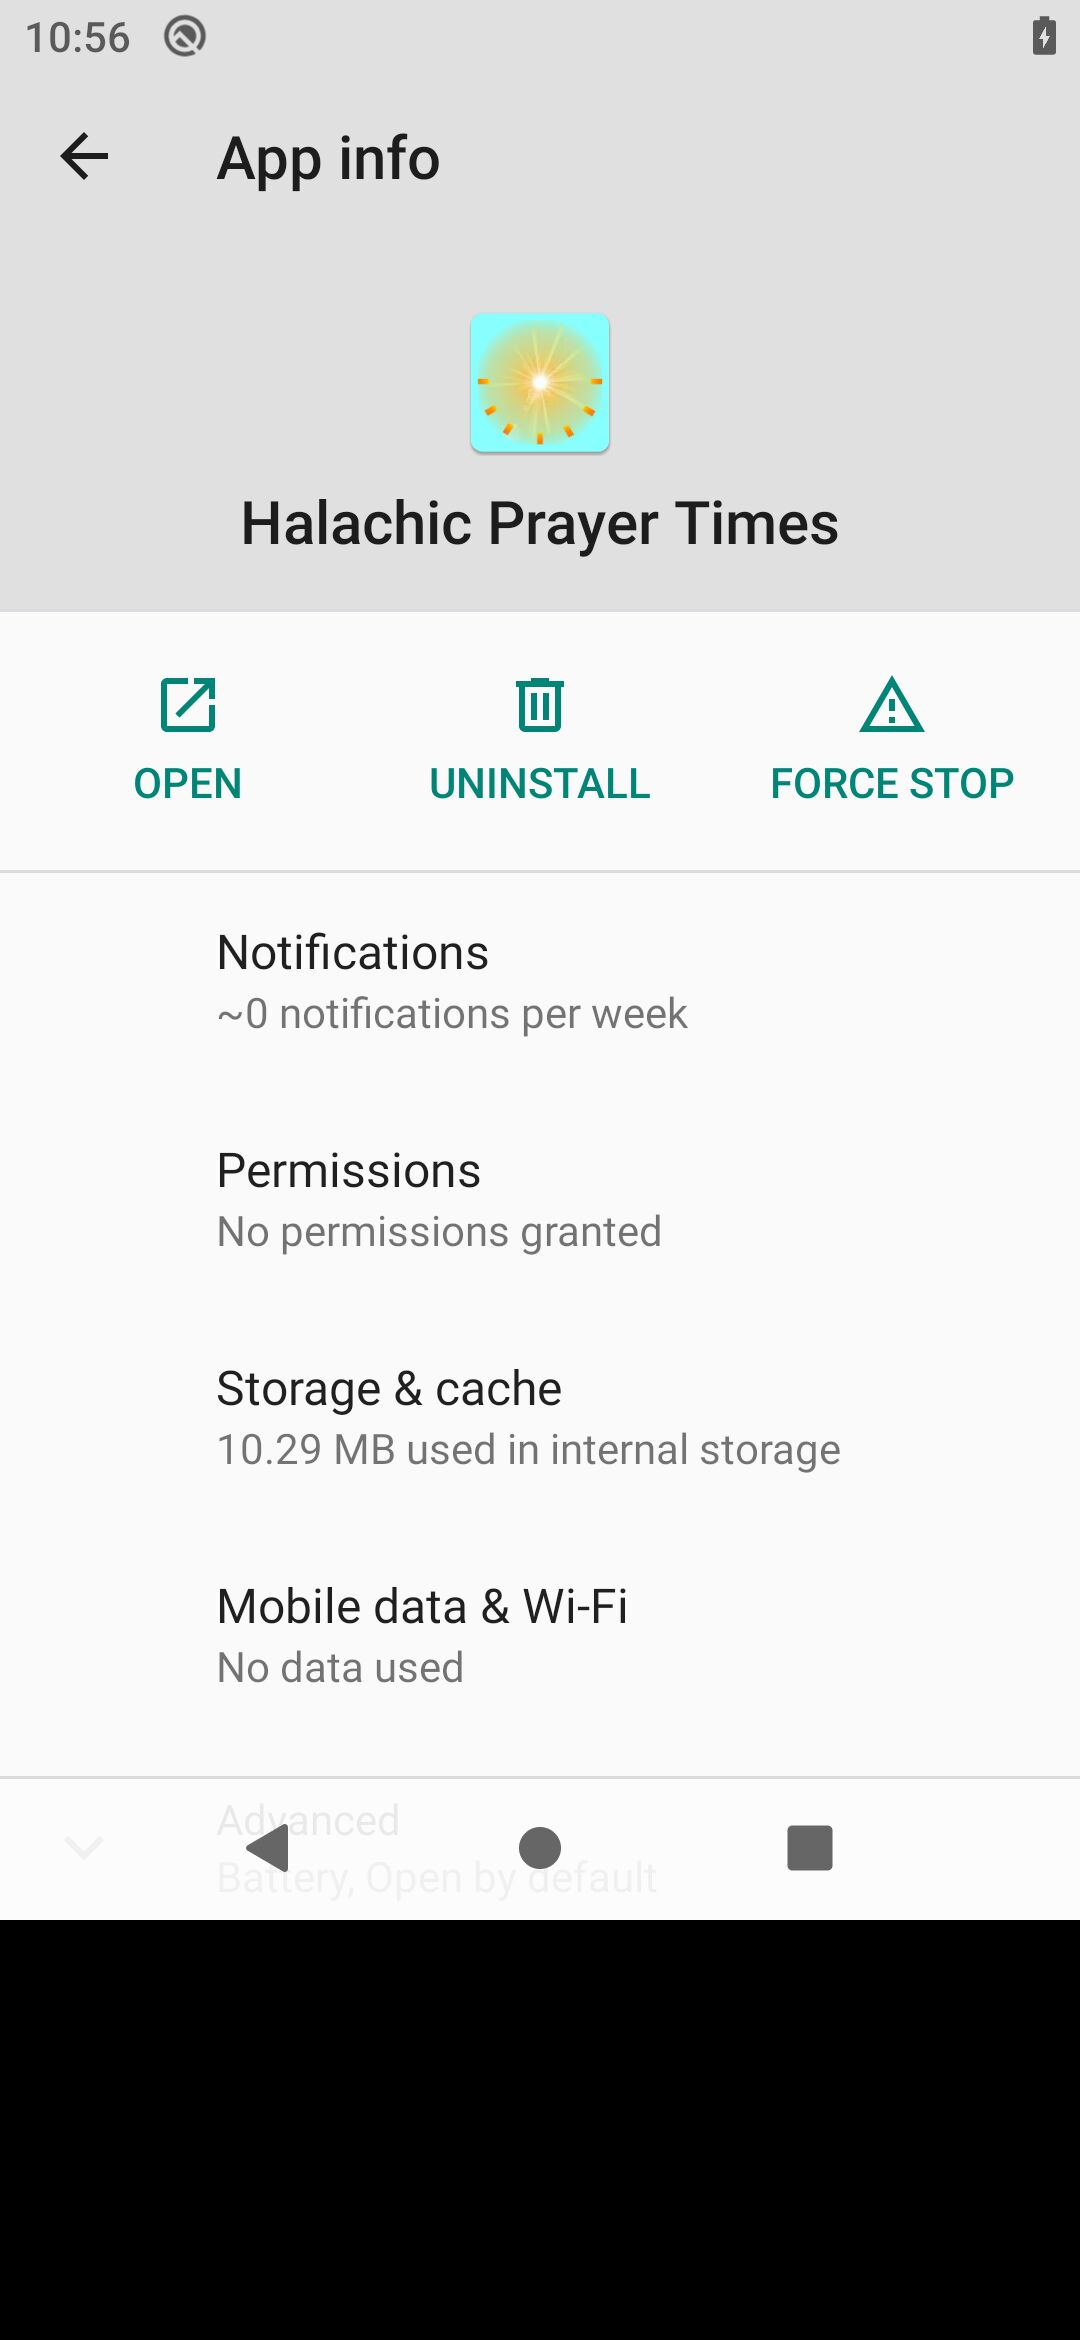 10:56
App info
Halachic Prayer Times
OPEN
UNINSTALL
FORCE STOP
Notifications
~0 notifications per week
Permissions
No permissions granted
Storage & cache
10.29 MB used in internal storage
Mobile data & Wi-Fi
No data used
Advanced
Battery, Open by default